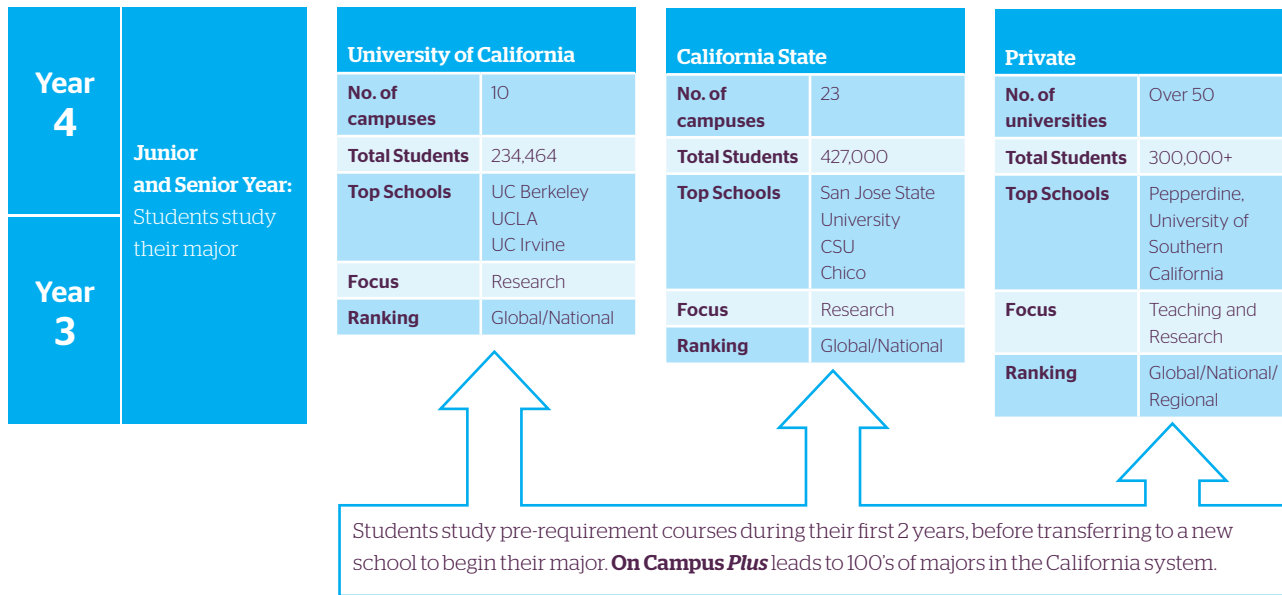 Year
4
Year
3
Junior
and Senior Year:
Students study
their major
University of California
No. of
campuses
10
Total Students
234,464
Top Schools
UC Berkeley
UCLA
UC Irvine
Focus
Research
Ranking
Global/National
California State
No. of
campuses
23
Total Students
427,000
Top Schools
San Jose State
University
CSU
Chico
Focus
Research
Ranking
Global/National
Private
No. of
universities
Over 50
Total Students
300,000+
Top Schools
Pepperdine,
University of
Southern
California
Focus
Teaching and
Research
Ranking
Global/National/
Regional
Students study pre-requirement courses during their first 2 years, before transferring to a new
school to begin their major. On Campus Plus leads to 100's of majors in the California system.